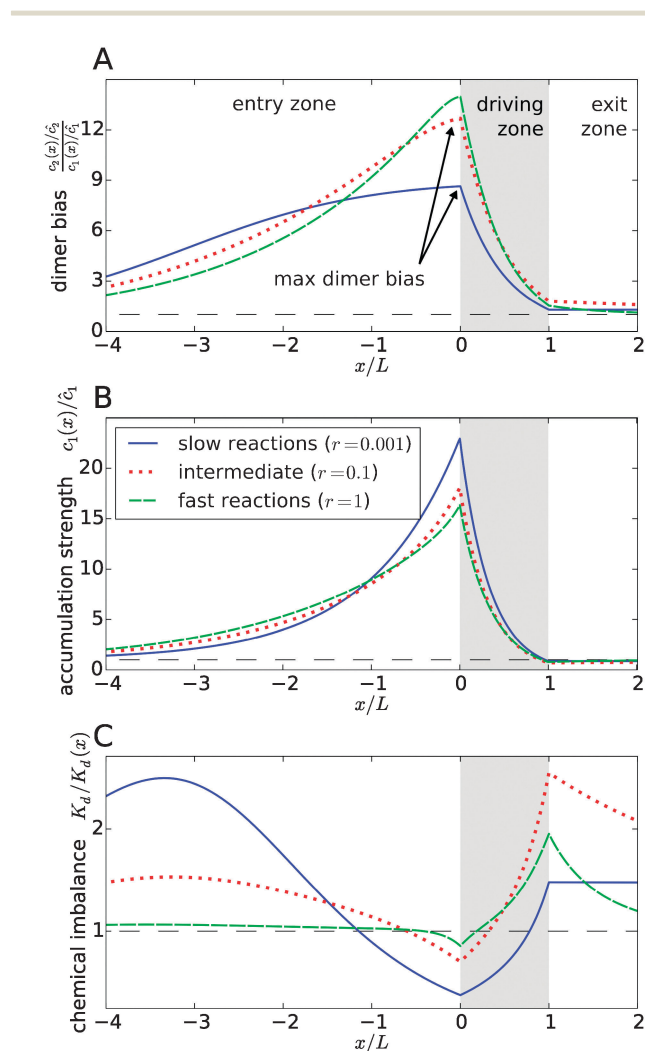 A
entry zone
driving zone
exit zone
max dimer bias
dimer bias c₂(x)/ĉ₂ / c₁(x)/ĉ₁
12
9
6
3
0
−4 −3 −2 −1 0 1 2
x/L
B
slow reactions (r=0.001)
intermediate (r=0.1)
fast reactions (r=1)
accumulation strength c₁(x)/ĉ₁
20
15
10
5
0
−4 −3 −2 −1 0 1 2
x/L
C
chemical imbalance K_d/K_d(x)
2
1
−4 −3 −2 −1 0 1 2
x/L